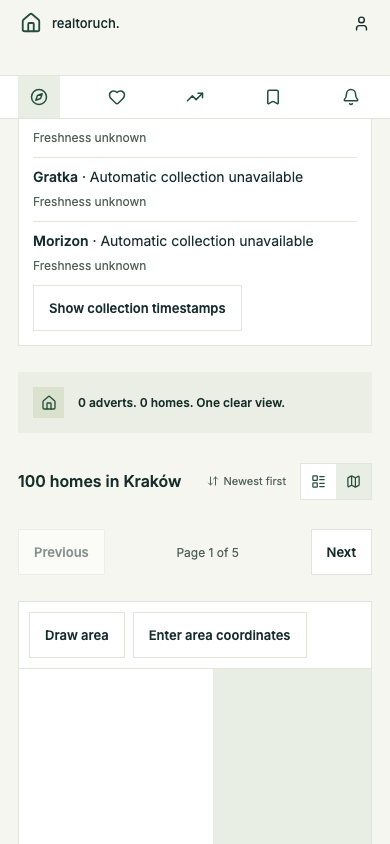 realtoruch.
Freshness unknown
Gratka · Automatic collection unavailable
Freshness unknown
Morizon · Automatic collection unavailable
Freshness unknown
Show collection timestamps
0 adverts. 0 homes. One clear view.
100 homes in Kraków
Newest first
Previous
Page 1 of 5
Next
Draw area
Enter area coordinates